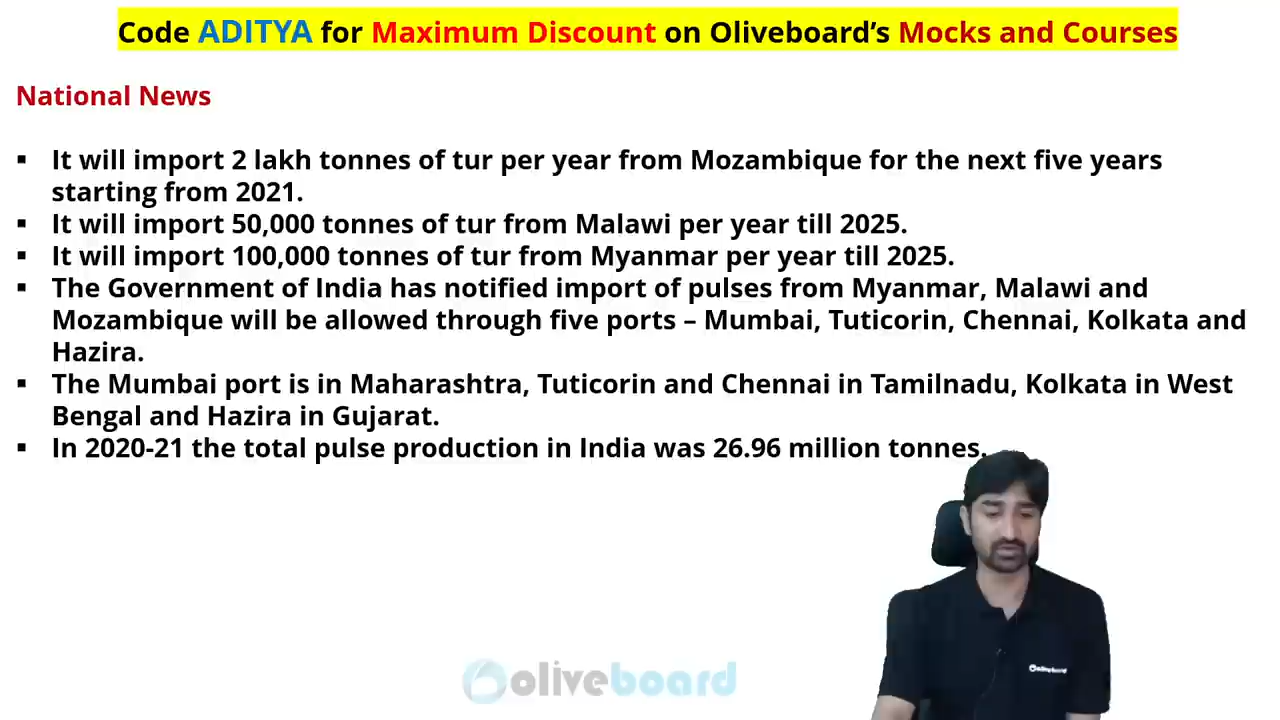 Code ADITYA for Maximum Discount on Oliveboard's Mocks and Courses
National News
▪ It will import 2 lakh tonnes of tur per year from Mozambique for the next five years
starting from 2021.
▪ It will import 50,000 tonnes of tur from Malawi per year till 2025.
▪ It will import 100,000 tonnes of tur from Myanmar per year till 2025.
▪ The Government of India has notified import of pulses from Myanmar, Malawi and
Mozambique will be allowed through five ports – Mumbai, Tuticorin, Chennai, Kolkata and
Hazira.
▪ The Mumbai port is in Maharashtra, Tuticorin and Chennai in Tamilnadu, Kolkata in West
Bengal and Hazira in Gujarat.
▪ In 2020-21 the total pulse production in India was 26.96 million tonnes.
oliveboard
oliveboard